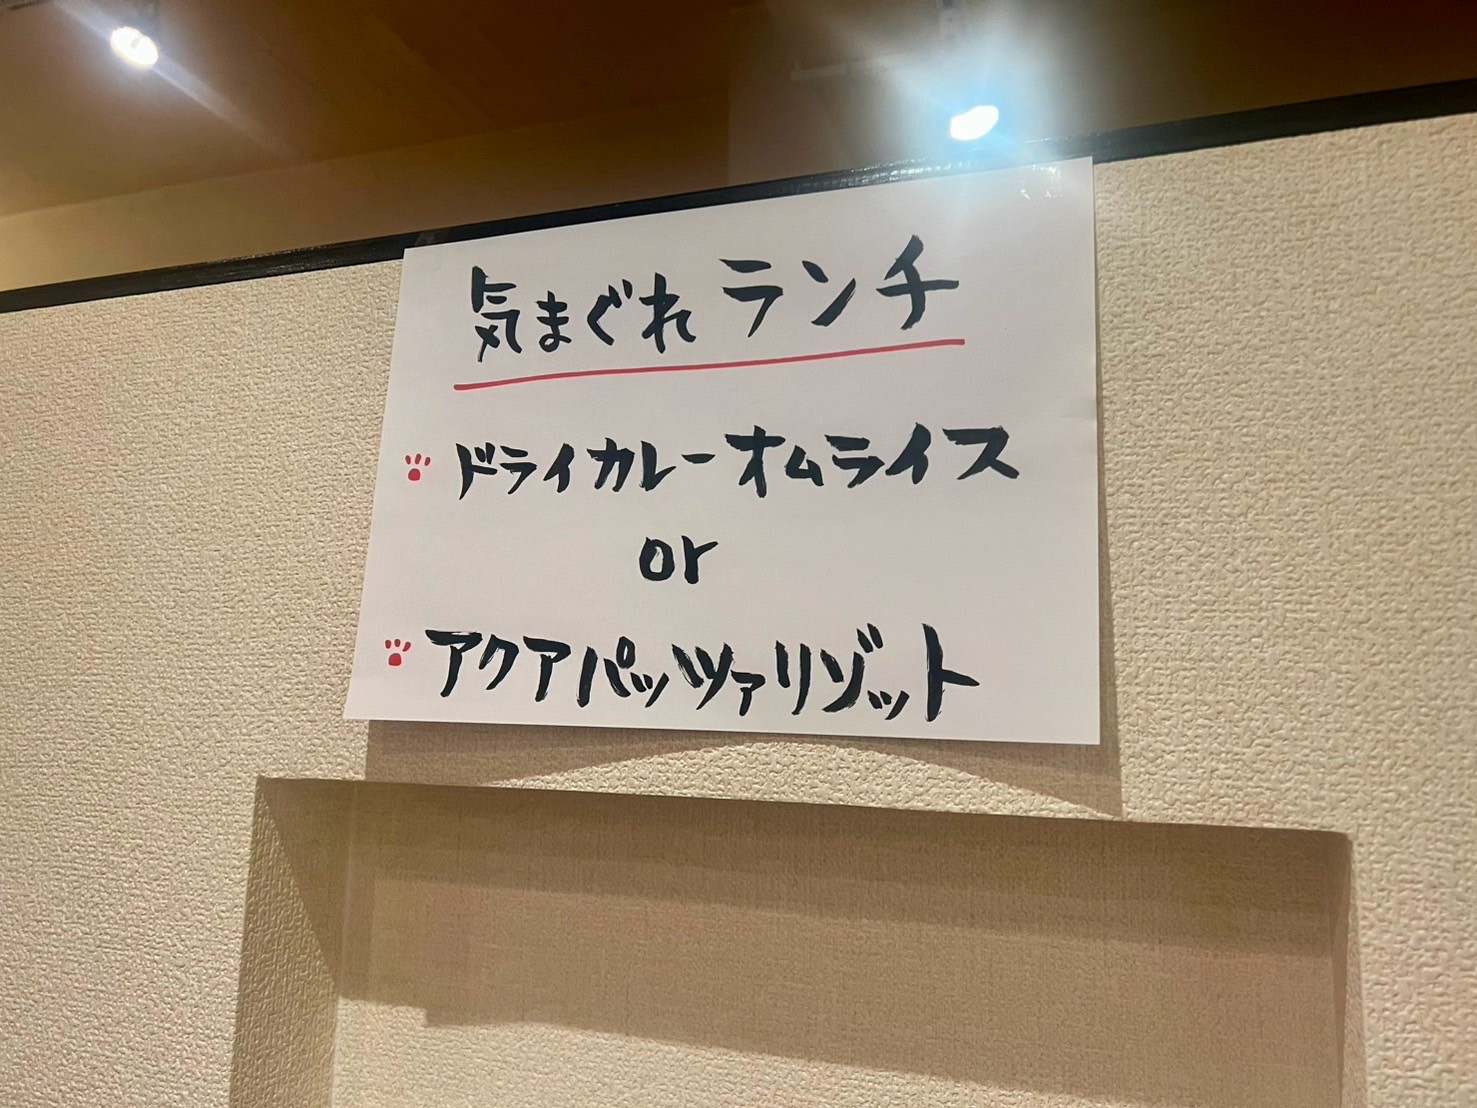 気まぐれランチ
ドライカレーオムライス
or
アクアパッツァリゾット